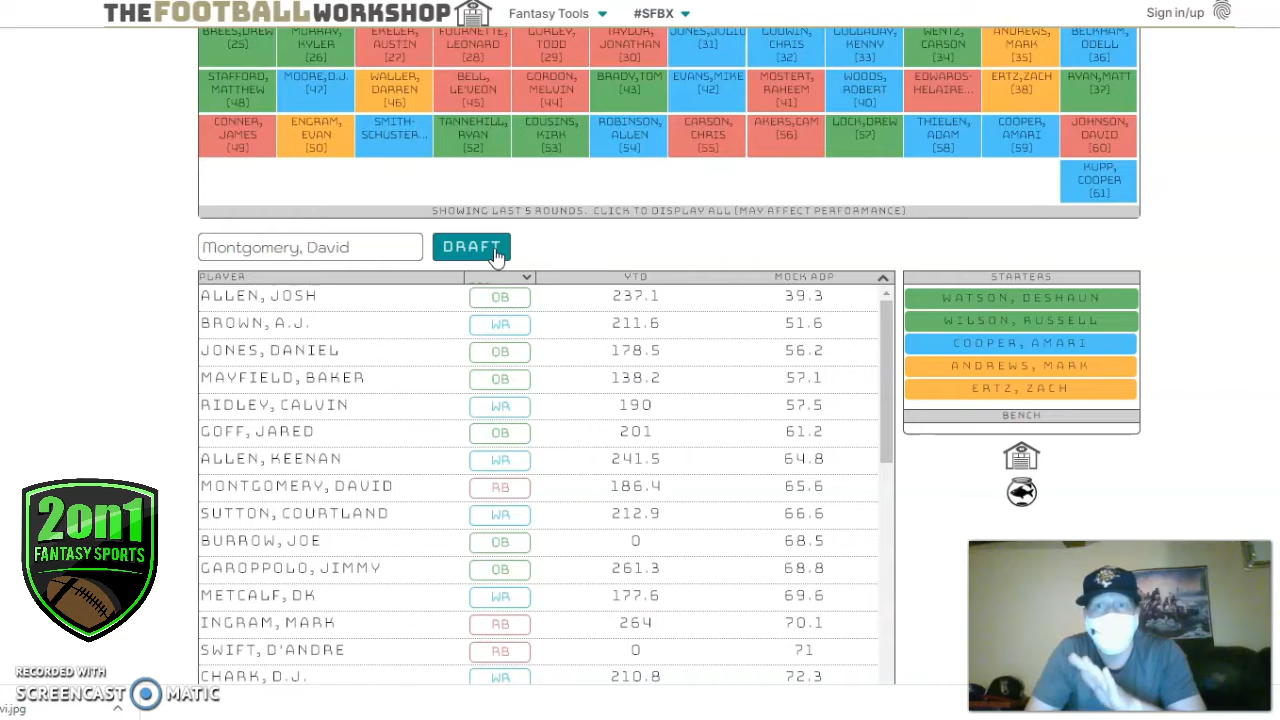 THEFOOTBALLWORKSHOP Fantasy Tools #SFBX Sign in/up
BREES,DREW [25] MURRAY, KYLER [26] EKELER, AUSTIN [27] FOURNETTE, LEONARD [28] GURLEY, TODD [29] TAYLOR, JONATHAN [30] JONES,JULIO [31] GODWIN, CHRIS [32] GOLLADAY, KENNY [33] WENTZ, CARSON [34] ANDREWS, MARK [35] BECKHAM, ODELL [36]
STAFFORD, MATTHEW [48] MOORE,D.J. [47] WALLER, DARREN [46] BELL, LE'VEON [45] GORDON, MELVIN [44] BRADY,TOM [43] EVANS,MIKE [42] MOSTERT, RAHEEM [41] WOODS, ROBERT [40] EDWARDS-HELAIRE... ERTZ,ZACH [38] RYAN,MATT [37]
CONNER, JAMES [49] ENGRAM, EVAN [50] SMITH-SCHUSTER... TANNEHILL, RYAN [52] COUSINS, KIRK [53] ROBINSON, ALLEN [54] CARSON, CHRIS [55] AKERS,CAM [56] LOCK,DREW [57] THIELEN, ADAM [58] COOPER, AMARI [59] JOHNSON, DAVID [60]
KUPP, COOPER [61]
SHOWING LAST 5 ROUNDS. CLICK TO DISPLAY ALL (MAY AFFECT PERFORMANCE)
Montgomery, David DRAFT
PLAYER YTD MOCK ADP
ALLEN, JOSH QB 237.1 39.3
BROWN, A.J. WR 211.6 51.6
JONES, DANIEL QB 178.5 56.2
MAYFIELD, BAKER QB 138.2 57.1
RIDLEY, CALVIN WR 190 57.5
GOFF, JARED QB 201 61.2
ALLEN, KEENAN WR 241.5 64.8
MONTGOMERY, DAVID RB 186.4 65.6
SUTTON, COURTLAND WR 212.9 66.6
BURROW, JOE QB 0 68.5
GAROPPOLO, JIMMY QB 261.3 68.8
METCALF, DK WR 177.6 69.6
INGRAM, MARK RB 264 70.1
SWIFT, D'ANDRE RB 0 71
CHARK, D.J. WR 210.8 72.3
STARTERS
WATSON, DESHAUN
WILSON, RUSSELL
COOPER, AMARI
ANDREWS, MARK
ERTZ, ZACH
BENCH
2on1
FANTASY SPORTS
RECORDED WITH
SCREENCAST MATIC
vi.jpg